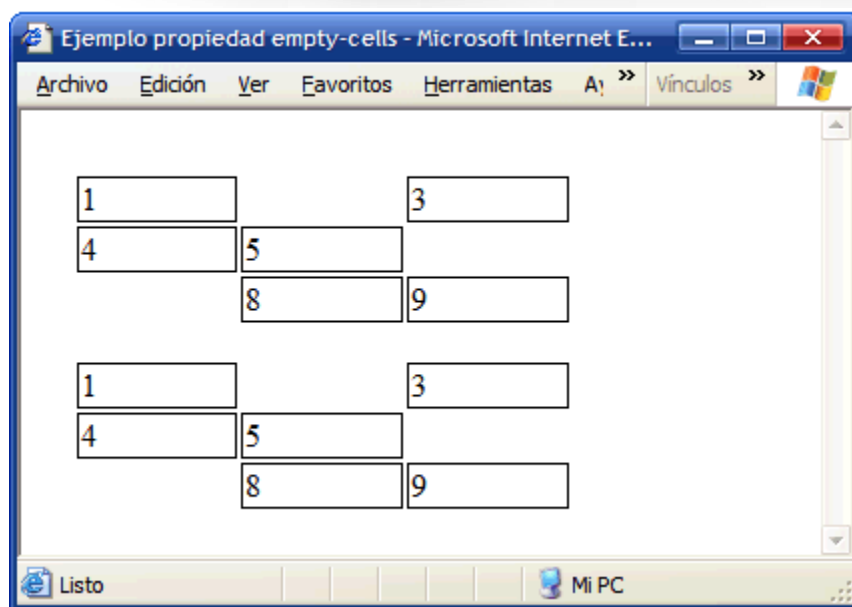 Ejemplo propiedad empty-cells - Microsoft Internet E...
Archivo Edición Ver Favoritos Herramientas Ay » Vínculos »
1 3
4 5
8 9
1 3
4 5
8 9
Listo Mi PC